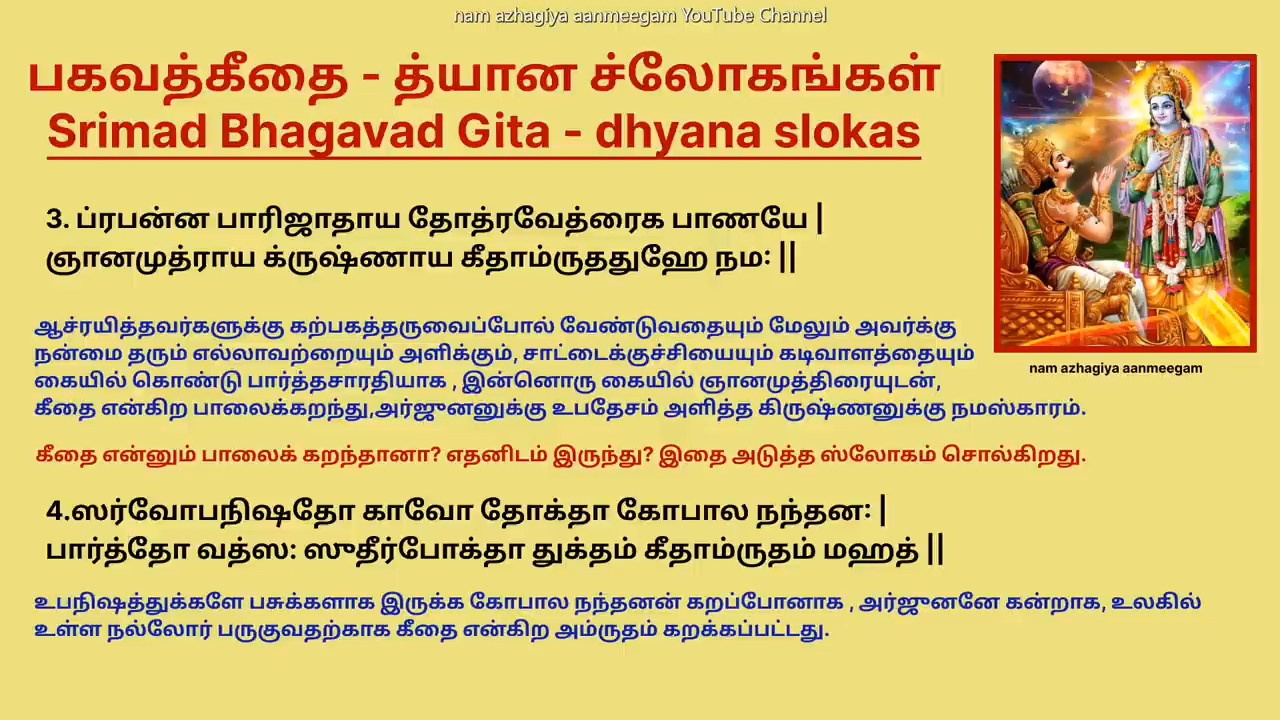 nam azhagiya aanmeegam YouTube Channel
பகவத்கீதை - த்யான ச்லோகங்கள்
Srimad Bhagavad Gita - dhyana slokas
3. ப்ரபன்ன பாரிஜாதாய தோத்ரவேத்ரைக பாணயே |
ஞானமுத்ராய க்ருஷ்ணாய கீதாம்ருததுஹே நம: ||
ஆச்ரயித்தவர்களுக்கு கற்பகத்தருவைப்போல் வேண்டுவதையும் மேலும் அவர்க்கு
நன்மை தரும் எல்லாவற்றையும் அளிக்கும், சாட்டைக்குச்சியையும் கடிவாளத்தையும்
கையில் கொண்டு பார்த்தசாரதியாக , இன்னொரு கையில் ஞானமுத்திரையுடன்,
கீதை என்கிற பாலைக்கறந்து,அர்ஜுனனுக்கு உபதேசம் அளித்த கிருஷ்ணனுக்கு நமஸ்காரம்.
nam azhagiya aanmeegam
கீதை என்னும் பாலைக் கறந்தானா? எதனிடம் இருந்து? இதை அடுத்த ஸ்லோகம் சொல்கிறது.
4.ஸர்வோபநிஷதோ காவோ தோக்தா கோபால நந்தன: |
பார்த்தோ வத்ஸ: ஸுதீர்போக்தா துக்தம் கீதாம்ருதம் மஹத் ||
உபநிஷத்துக்களே பசுக்களாக இருக்க கோபால நந்தனன் கறப்போனாக , அர்ஜுனனே கன்றாக, உலகில்
உள்ள நல்லோர் பருகுவதற்காக கீதை என்கிற அம்ருதம் கறக்கப்பட்டது.